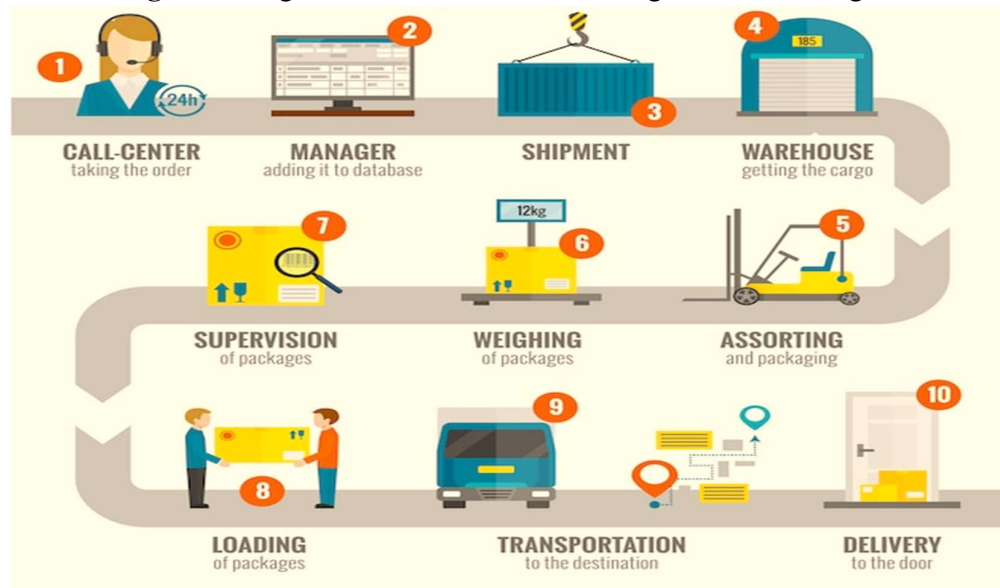 1
2
3
4
24h
185
CALL-CENTER
taking the order
MANAGER
adding it to database
SHIPMENT
WAREHOUSE
getting the cargo
7
12kg
6
5
SUPERVISION
of packages
WEIGHING
of packages
ASSORTING
and packaging
8
9
10
LOADING
of packages
TRANSPORTATION
to the destination
DELIVERY
to the door